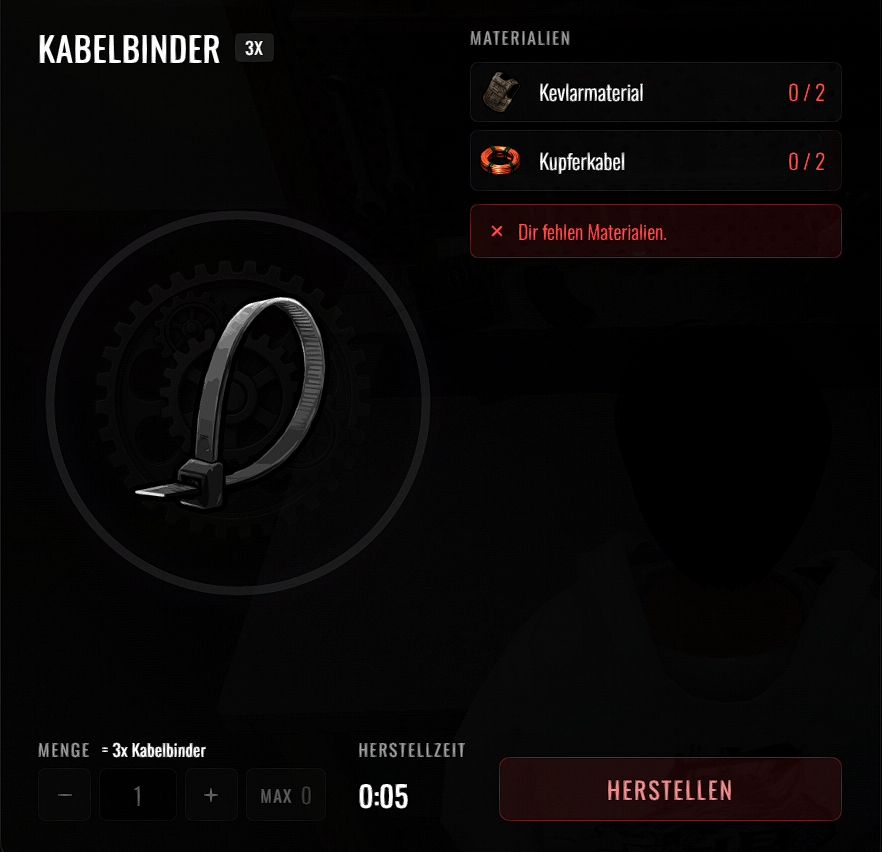 KABELBINDER 3X
MATERIALIEN
Kevlarmaterial 0 / 2
Kupferkabel 0 / 2
× Dir fehlen Materialien.
MENGE = 3x Kabelbinder
− 1 + MAX 0
HERSTELLZEIT
0:05
HERSTELLEN